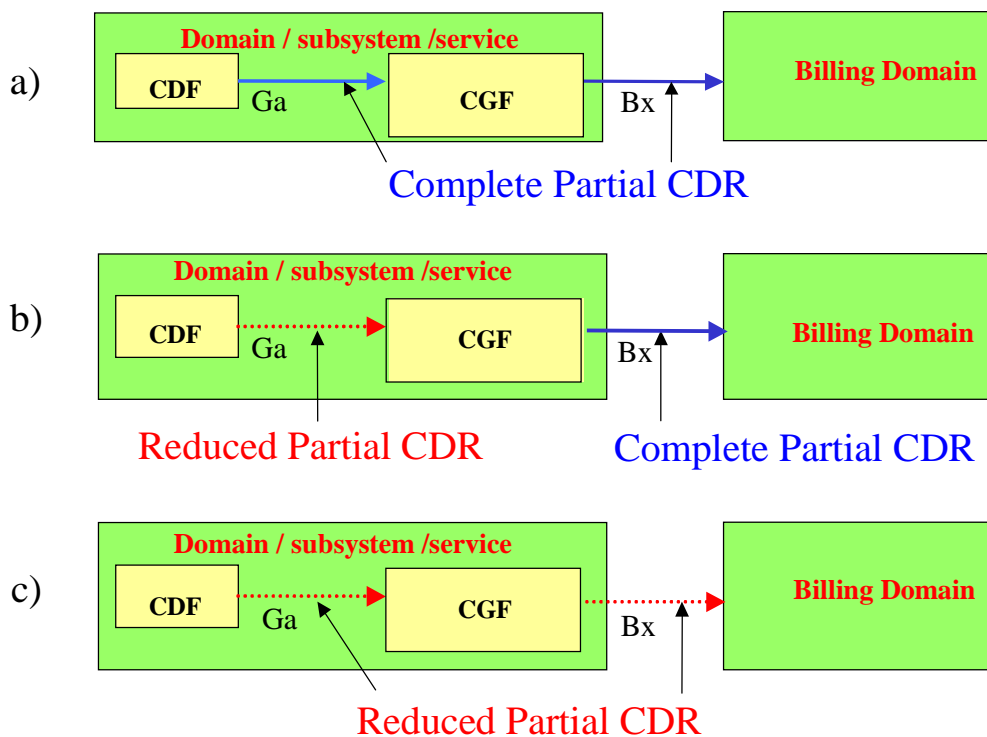 a)
Domain / subsystem /service
CDF
Ga
CGF
Bx
Billing Domain
Complete Partial CDR
b)
Domain / subsystem /service
CDF
Ga
CGF
Bx
Billing Domain
Reduced Partial CDR
Complete Partial CDR
c)
Domain / subsystem /service
CDF
Ga
CGF
Bx
Billing Domain
Reduced Partial CDR